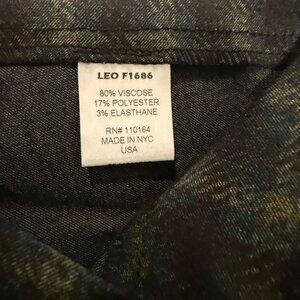 LEO F1686
80% VISCOSE
17% POLYESTER
3% ELASTHANE
RN# 110164
MADE IN NYC
USA